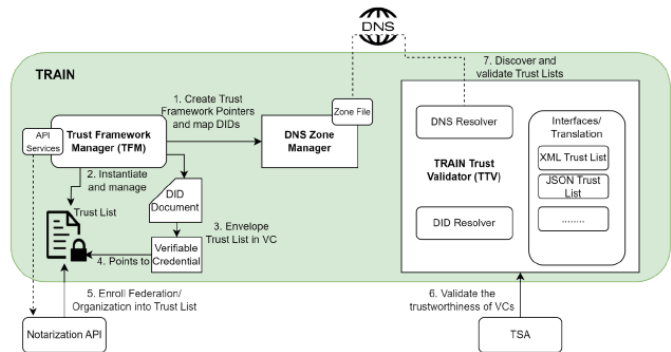 DNS
7. Discover and
validate Trust Lists
TRAIN
1. Create Trust
Framework Pointers
and map DIDs
Zone File
API
Services
Trust Framework
Manager (TFM)
DNS Zone
Manager
DNS Resolver
Interfaces/
Translation
XML Trust List
JSON Trust
List
........
TRAIN Trust
Validator (TTV)
DID Resolver
2. Instantiate
and manage
DID
Document
Trust List
3. Envelope
Trust List in VC
Verifiable
Credential
4. Points to
5. Enroll Federation/
Organization into Trust List
6. Validate the
trustworthiness of VCs
Notarization API
TSA